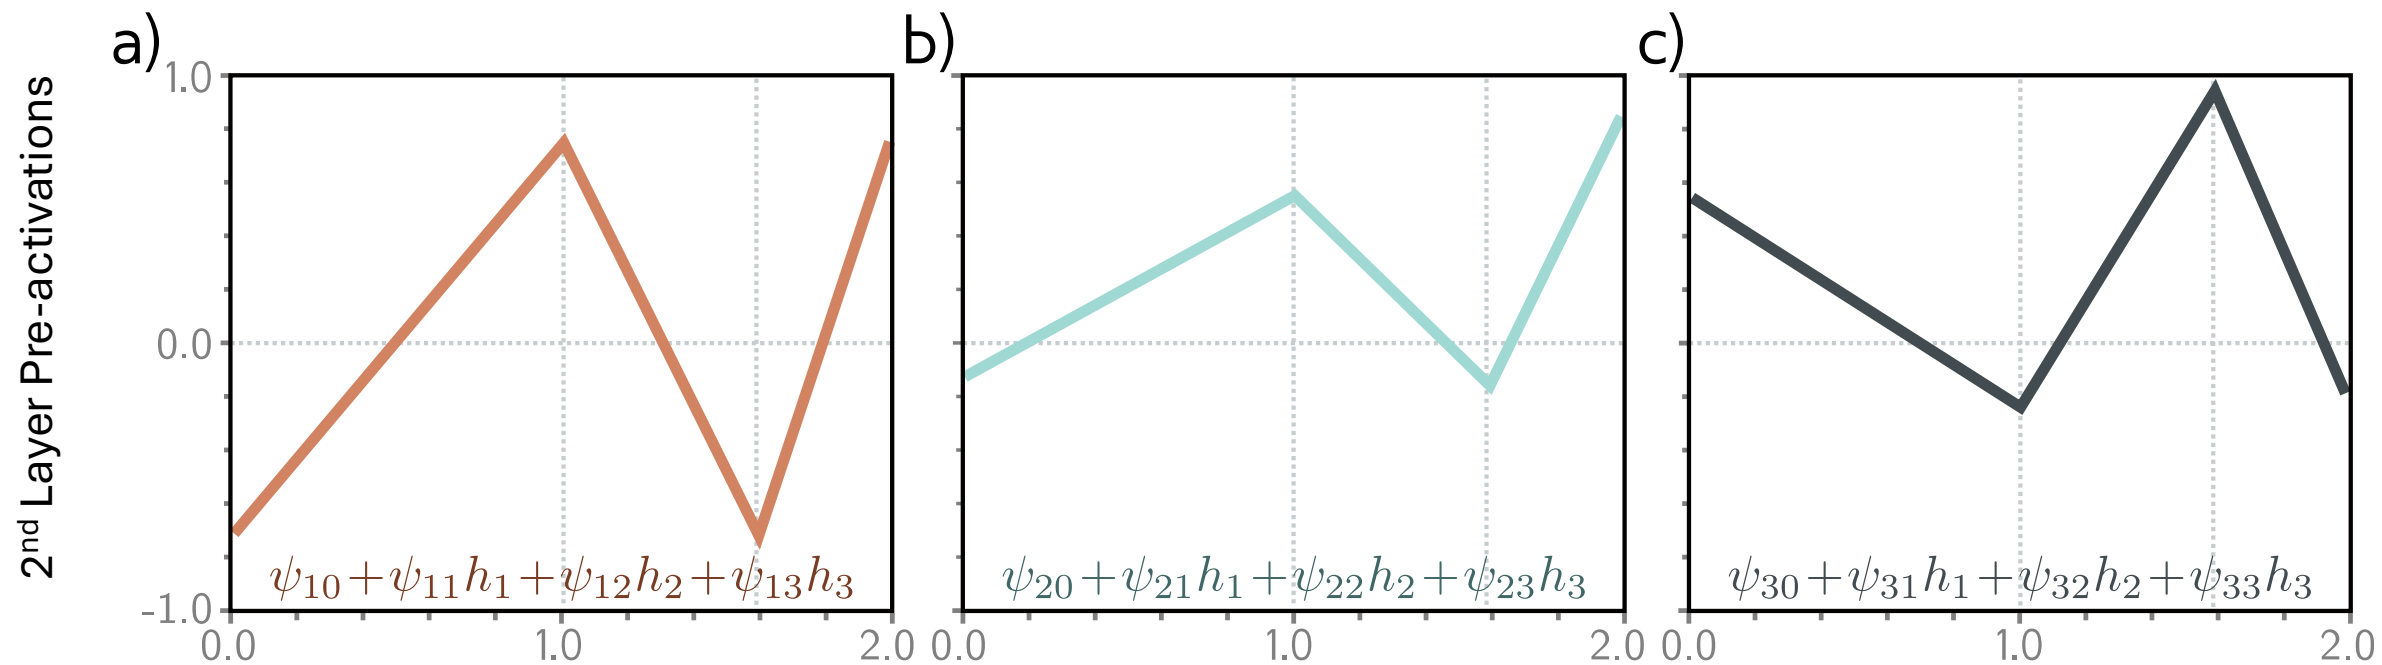 a)
b)
c)
2nd Layer Pre-activations
1.0
0.0
-1.0
ψ10+ψ11h1+ψ12h2+ψ13h3
ψ20+ψ21h1+ψ22h2+ψ23h3
ψ30+ψ31h1+ψ32h2+ψ33h3
0.0 1.0 2.0
0.0 1.0 2.0
0.0 1.0 2.0